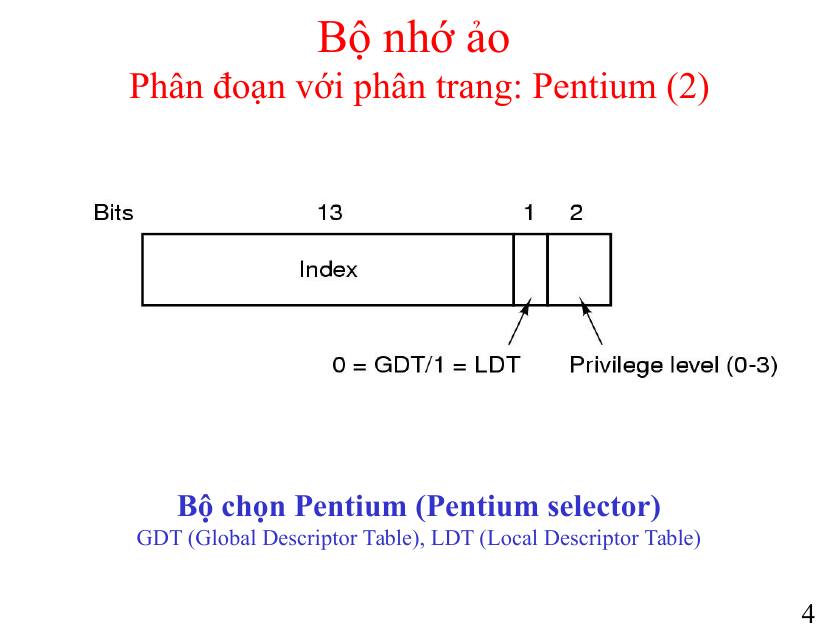 Bộ nhớ ảo
Phân đoạn với phân trang: Pentium (2)
Bits 13 1 2
Index
0 = GDT/1 = LDT Privilege level (0-3)
Bộ chọn Pentium (Pentium selector)
GDT (Global Descriptor Table), LDT (Local Descriptor Table)
4